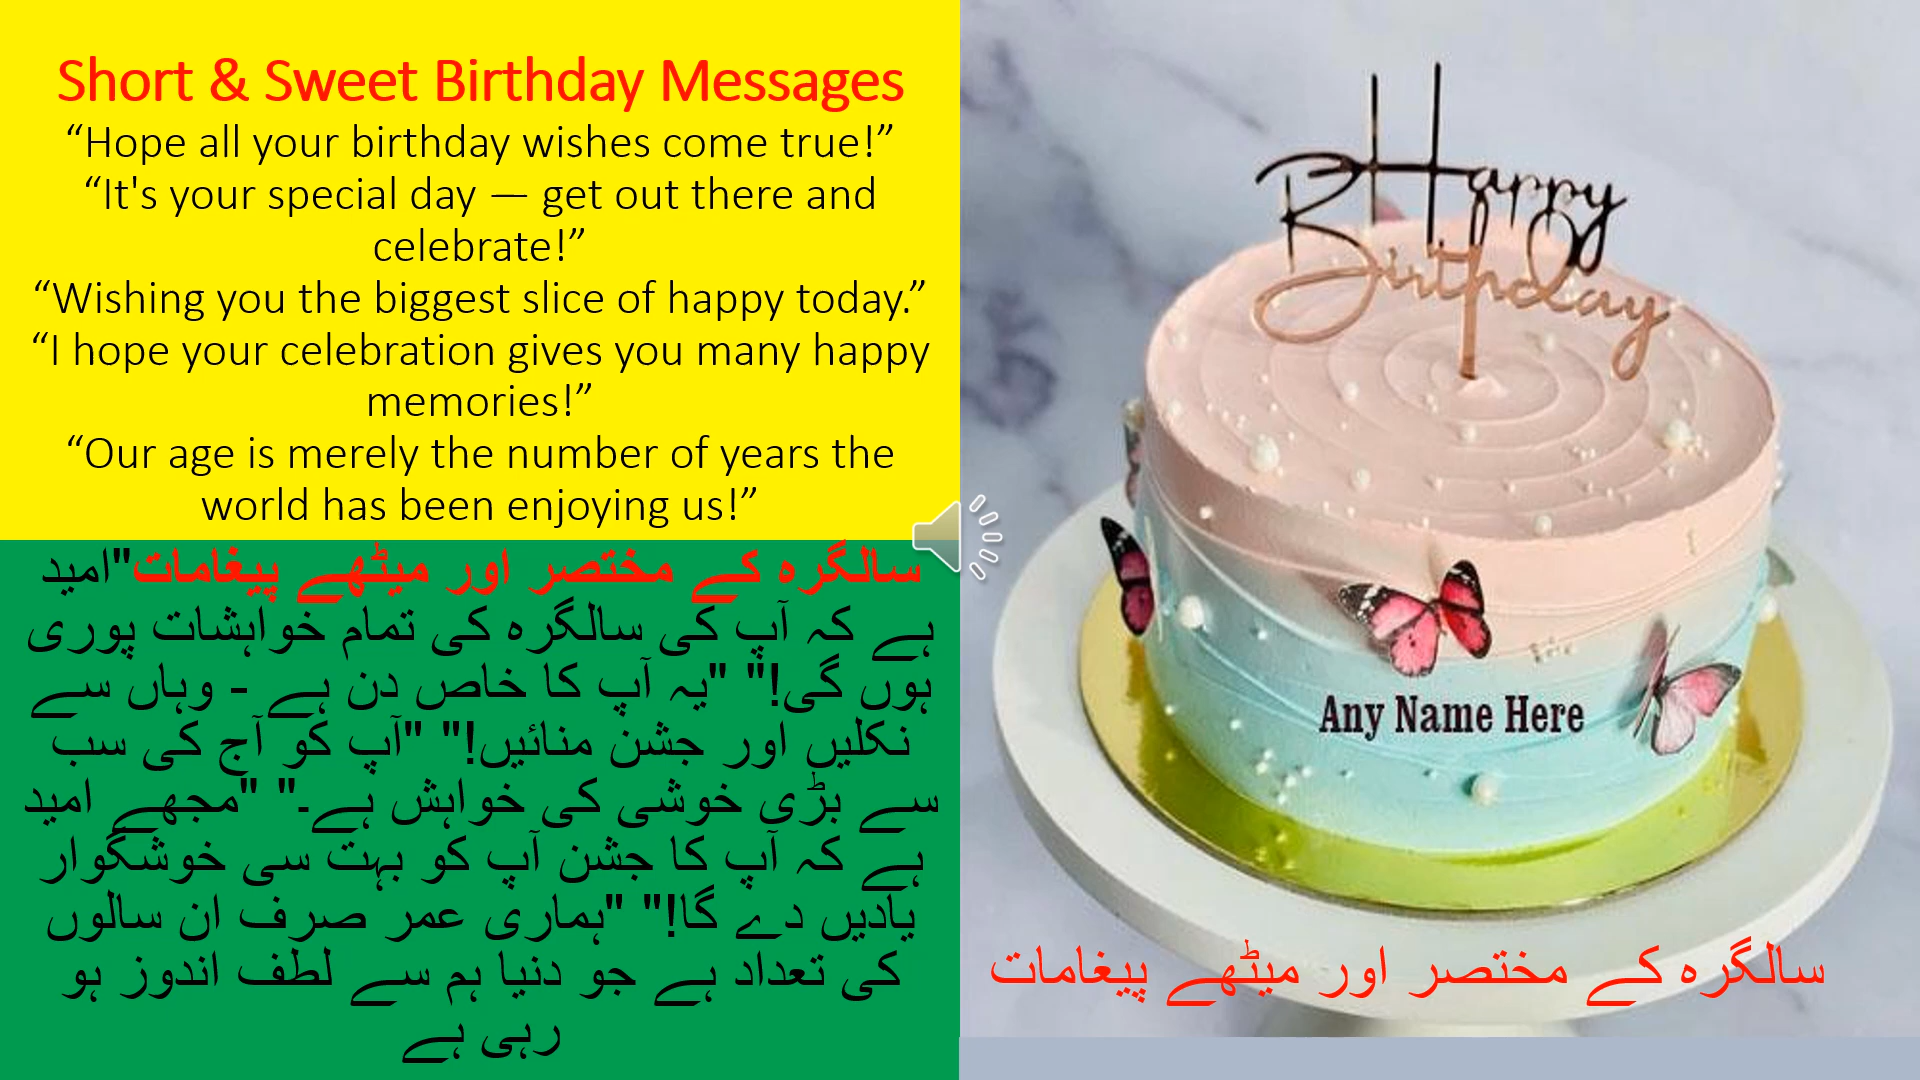 Short & Sweet Birthday Messages
“Hope all your birthday wishes come true!”
“It's your special day — get out there and
celebrate!”
“Wishing you the biggest slice of happy today.”
“I hope your celebration gives you many happy
memories!”
“Our age is merely the number of years the
world has been enjoying us!”
سالگرہ کے مختصر اور میٹھے پیغامات"امید
ہے کہ آپ کی سالگرہ کی تمام خواہشات پوری
ہوں گی!" "یہ آپ کا خاص دن ہے - وہاں سے
نکلیں اور جشن منائیں!" "آپ کو آج کی سب
سے بڑی خوشی کی خواہش ہے۔" "مجھے امید
ہے کہ آپ کا جشن آپ کو بہت سی خوشگوار
یادیں دے گا!" "ہماری عمر صرف ان سالوں
کی تعداد ہے جو دنیا ہم سے لطف اندوز ہو
رہی ہے
Happy
Birthday
Any Name Here
سالگرہ کے مختصر اور میٹھے پیغامات